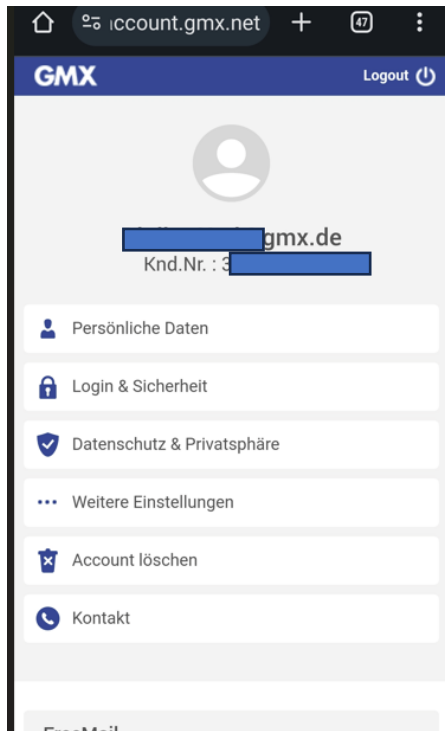 ccount.gmx.net
47
GMX
Logout
gmx.de
Knd.Nr. : 3
Persönliche Daten
Login & Sicherheit
Datenschutz & Privatsphäre
Weitere Einstellungen
Account löschen
Kontakt
FreeMail